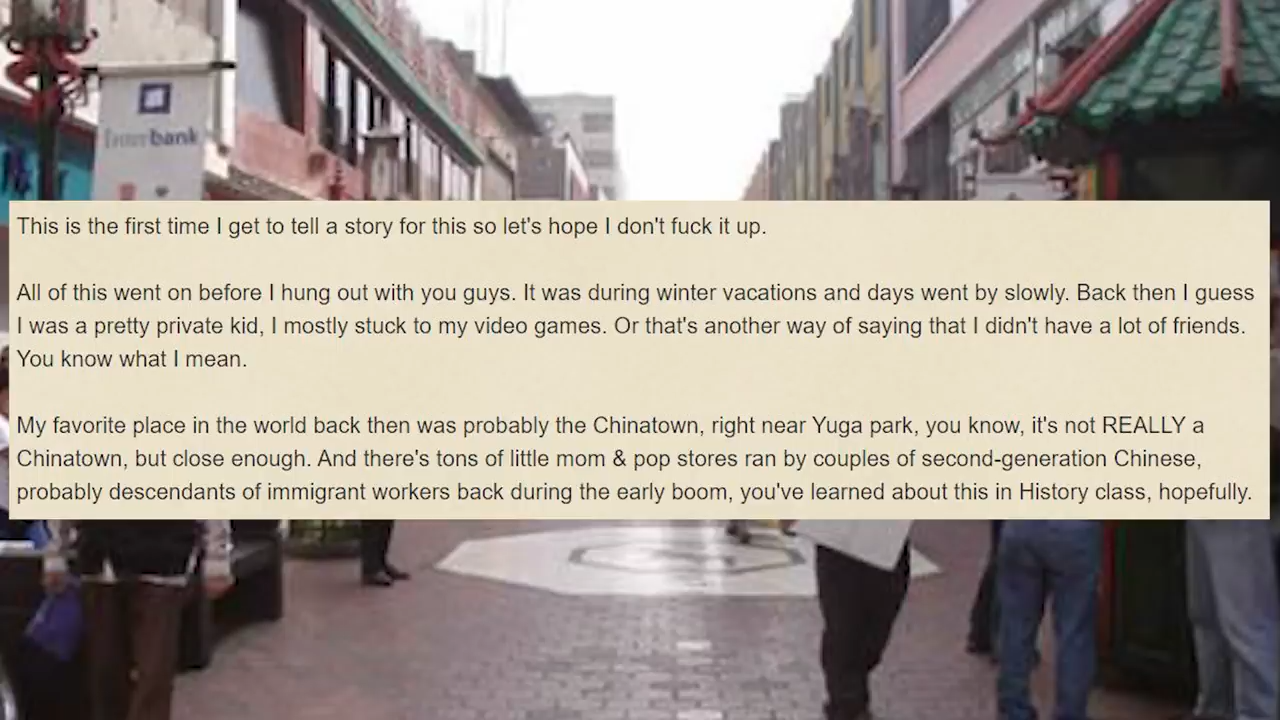 Interbank
This is the first time I get to tell a story for this so let's hope I don't fuck it up.
All of this went on before I hung out with you guys. It was during winter vacations and days went by slowly. Back then I guess
I was a pretty private kid, I mostly stuck to my video games. Or that's another way of saying that I didn't have a lot of friends.
You know what I mean.
My favorite place in the world back then was probably the Chinatown, right near Yuga park, you know, it's not REALLY a
Chinatown, but close enough. And there's tons of little mom & pop stores ran by couples of second-generation Chinese,
probably descendants of immigrant workers back during the early boom, you've learned about this in History class, hopefully.